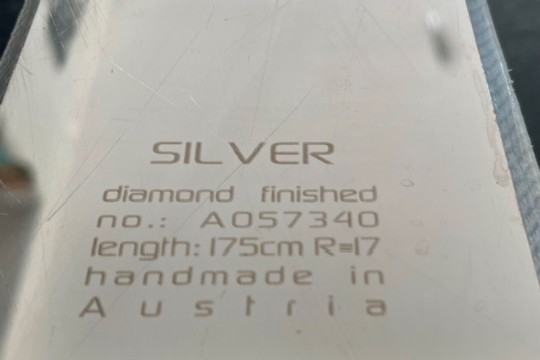 SILVER
diamond finished
no.: A057340
length: 175cm R=17
handmade in
Austria